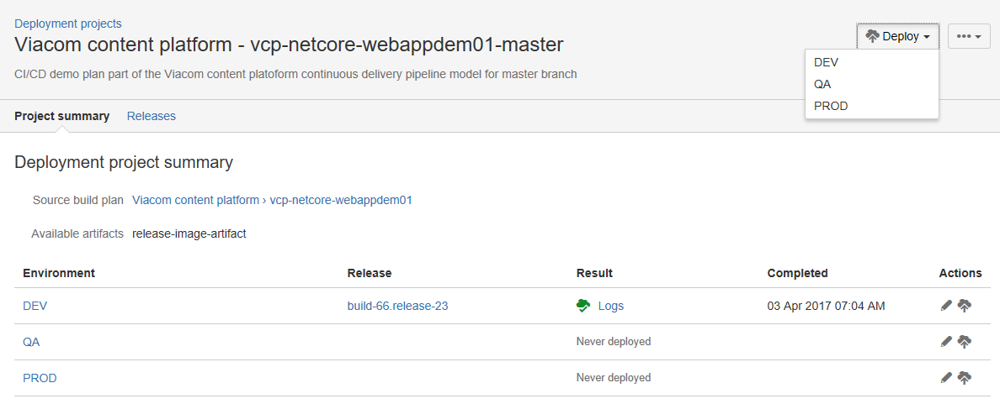 Deployment projects
Viacom content platform - vcp-netcore-webappdem01-master
Deploy
CI/CD demo plan part of the Viacom content platoform continuous delivery pipeline model for master branch
DEV
QA
PROD
Project summary Releases
Deployment project summary
Source build plan Viacom content platform › vcp-netcore-webappdem01
Available artifacts release-image-artifact
Environment Release Result Completed Actions
DEV build-66.release-23 Logs 03 Apr 2017 07:04 AM
QA Never deployed
PROD Never deployed